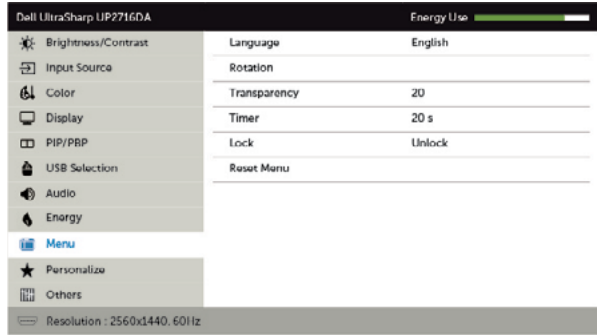 Dell UltraSharp UP2716DA Energy Use
Brightness/Contrast Language English
Input Source Rotation
Color Transparency 20
Display Timer 20 s
PIP/PBP Lock Unlock
USB Selection Reset Menu
Audio
Energy
Menu
Personalize
Others
Resolution : 2560x1440, 60Hz